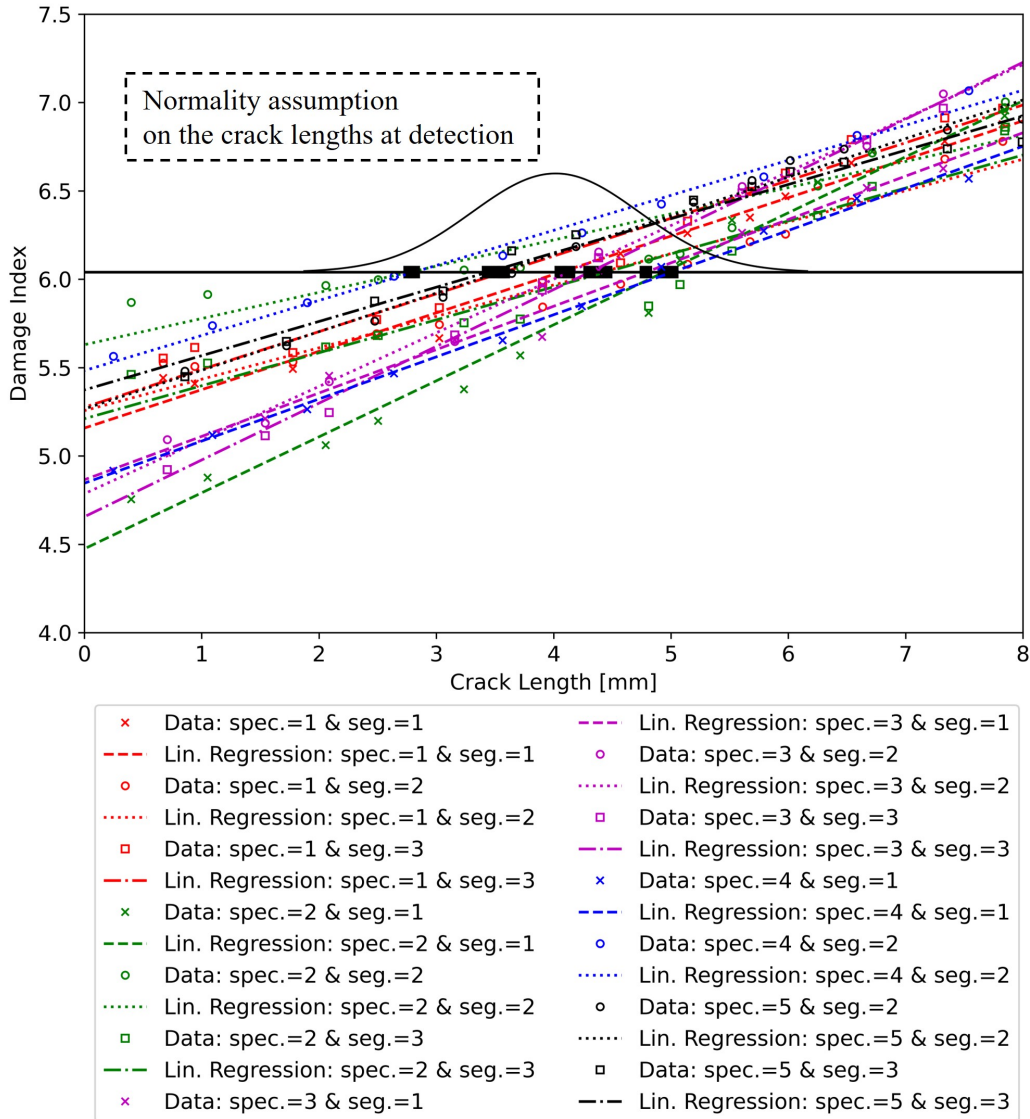 7.5
7.0
6.5
6.0
5.5
5.0
4.5
4.0
Damage Index
Normality assumption
on the crack lengths at detection
0 1 2 3 4 5 6 7 8
Crack Length [mm]
Data: spec.=1 & seg.=1
Lin. Regression: spec.=1 & seg.=1
Data: spec.=1 & seg.=2
Lin. Regression: spec.=1 & seg.=2
Data: spec.=1 & seg.=3
Lin. Regression: spec.=1 & seg.=3
Data: spec.=2 & seg.=1
Lin. Regression: spec.=2 & seg.=1
Data: spec.=2 & seg.=2
Lin. Regression: spec.=2 & seg.=2
Data: spec.=2 & seg.=3
Lin. Regression: spec.=2 & seg.=3
Data: spec.=3 & seg.=1
Lin. Regression: spec.=3 & seg.=1
Data: spec.=3 & seg.=2
Lin. Regression: spec.=3 & seg.=2
Data: spec.=3 & seg.=3
Lin. Regression: spec.=3 & seg.=3
Data: spec.=4 & seg.=1
Lin. Regression: spec.=4 & seg.=1
Data: spec.=4 & seg.=2
Lin. Regression: spec.=4 & seg.=2
Data: spec.=5 & seg.=2
Lin. Regression: spec.=5 & seg.=2
Data: spec.=5 & seg.=3
Lin. Regression: spec.=5 & seg.=3